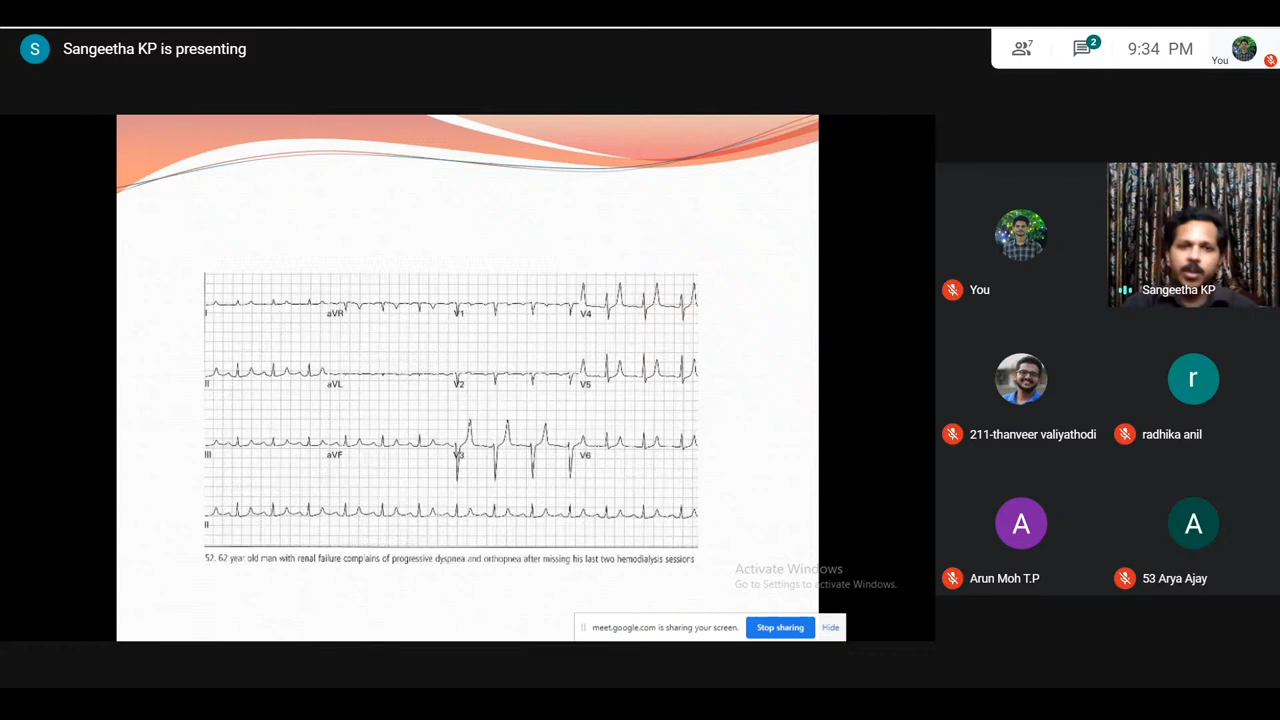 S
Sangeetha KP is presenting
7
2
9:34 PM
You
I
aVR
V1
V4
II
aVL
V2
V5
III
aVF
V3
V6
II
52. 62 year old man with renal failure complains of progressive dyspnea and orthopnea after missing his last two hemodialysis sessions
Activate Windows
Go to Settings to activate Windows.
meet.google.com is sharing your screen.
Stop sharing
Hide
You
Sangeetha KP
211-thanveer valiyathodi
r
radhika anil
A
Arun Moh T.P
A
53 Arya Ajay